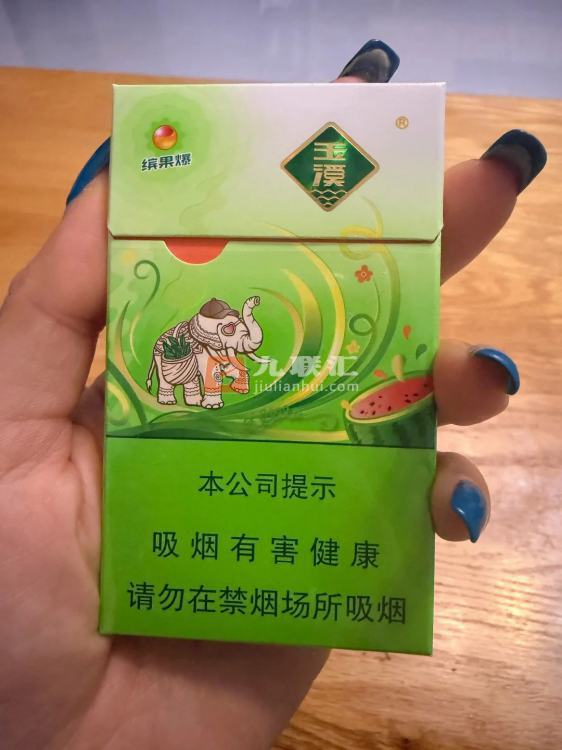 缤果爆
玉溪
®
九联汇
jiulianhui.com
本公司提示
吸烟有害健康
请勿在禁烟场所吸烟